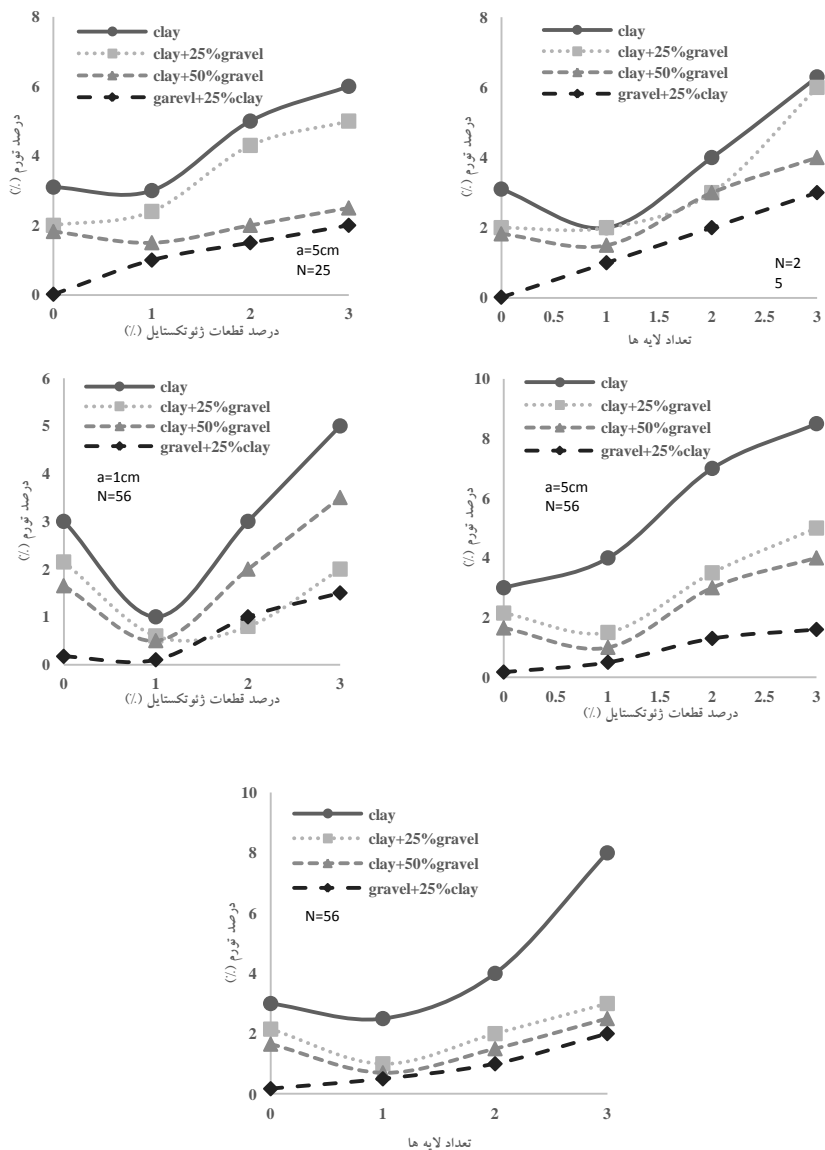 8
6
4
2
0
درصد تورم (٪)
clay
clay+25%gravel
clay+50%gravel
garevl+25%clay
a=5cm
N=25
0 1 2 3
درصد قطعات ژئوتکستایل (٪)
8
6
4
2
0
درصد تورم (٪)
clay
clay+25%gravel
clay+50%gravel
gravel+25%clay
N=2
5
0 0.5 1 1.5 2 2.5 3
تعداد لایه ها
6
5
4
3
2
1
0
درصد تورم (٪)
clay
clay+25%gravel
clay+50%gravel
gravel+25%clay
a=1cm
N=56
0 1 2 3
درصد قطعات ژئوتکستایل (٪)
10
8
6
4
2
0
درصد تورم (٪)
clay
clay+25%gravel
clay+50%gravel
gravel+25%clay
a=5cm
N=56
0 0.5 1 1.5 2 2.5 3
درصد قطعات ژئوتکستایل (٪)
10
8
6
4
2
0
درصد تورم (٪)
clay
clay+25%gravel
clay+50%gravel
gravel+25%clay
N=56
0 1 2 3
تعداد لایه ها